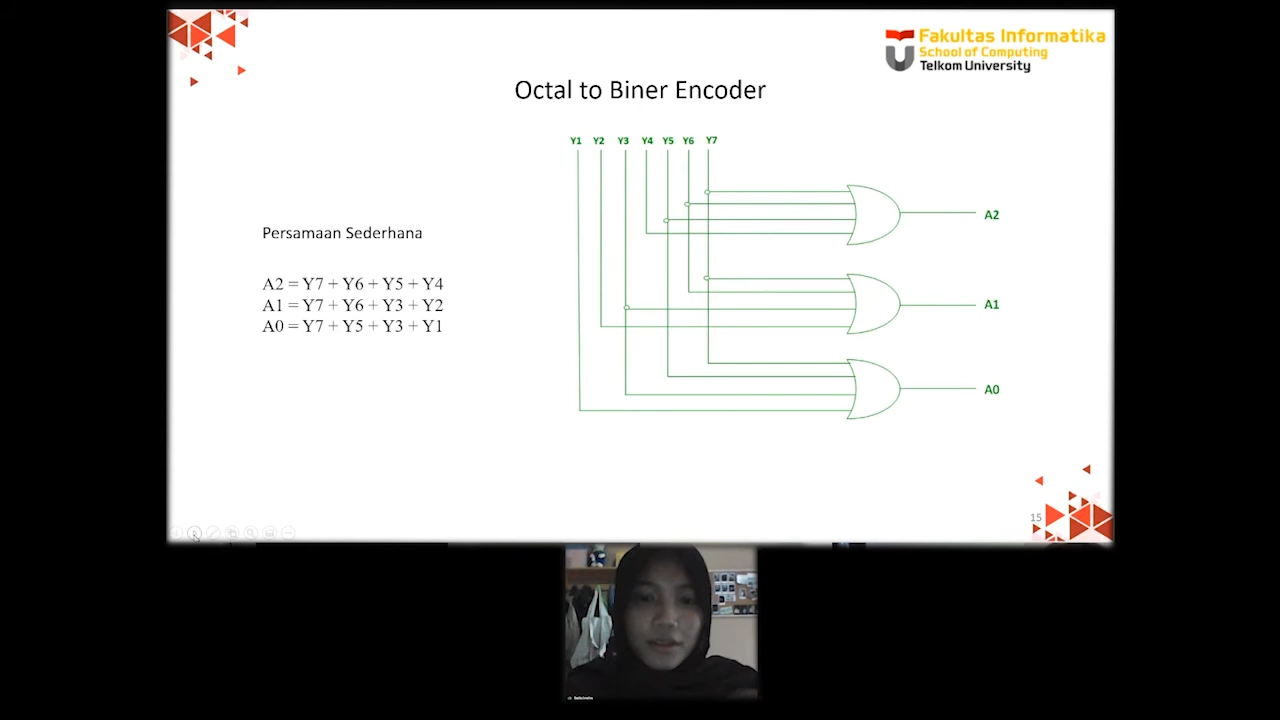 Fakultas Informatika
School of Computing
Telkom University
Octal to Biner Encoder
Y1 Y2 Y3 Y4 Y5 Y6 Y7
A2
Persamaan Sederhana
A2 = Y7 + Y6 + Y5 + Y4
A1 = Y7 + Y6 + Y3 + Y2
A0 = Y7 + Y5 + Y3 + Y1
A1
A0
15